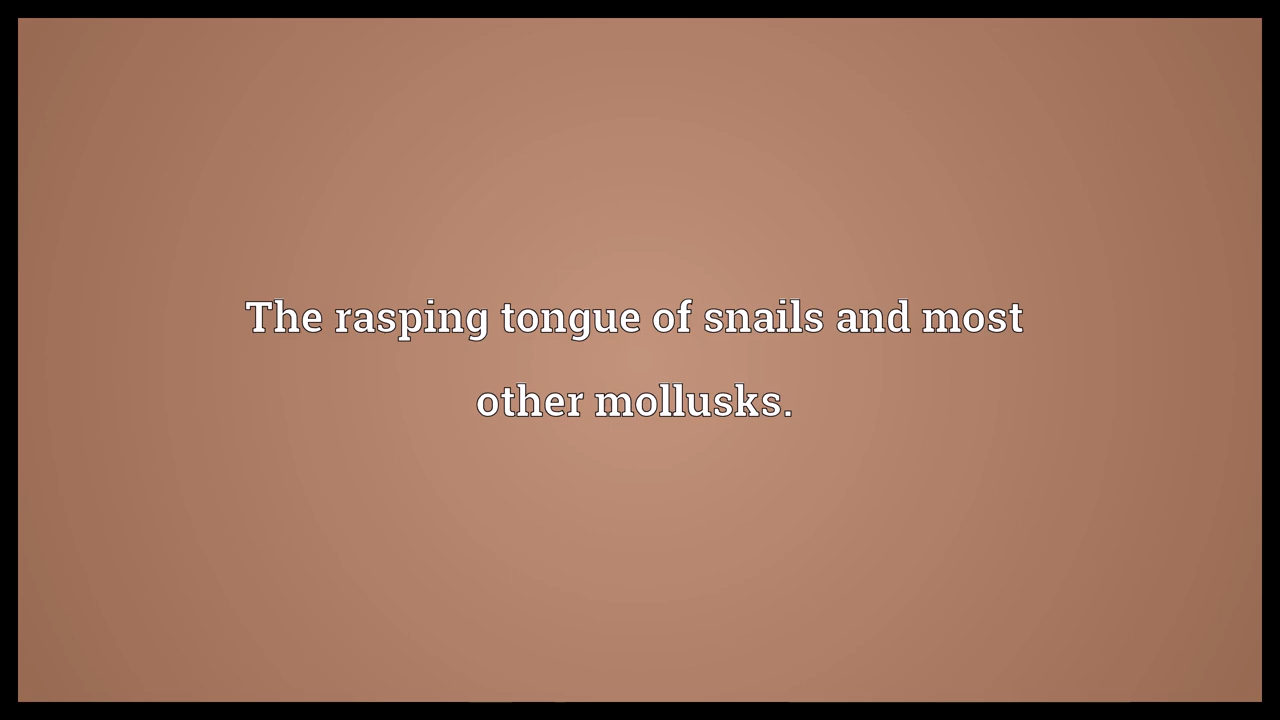 The rasping tongue of snails and most
other mollusks.